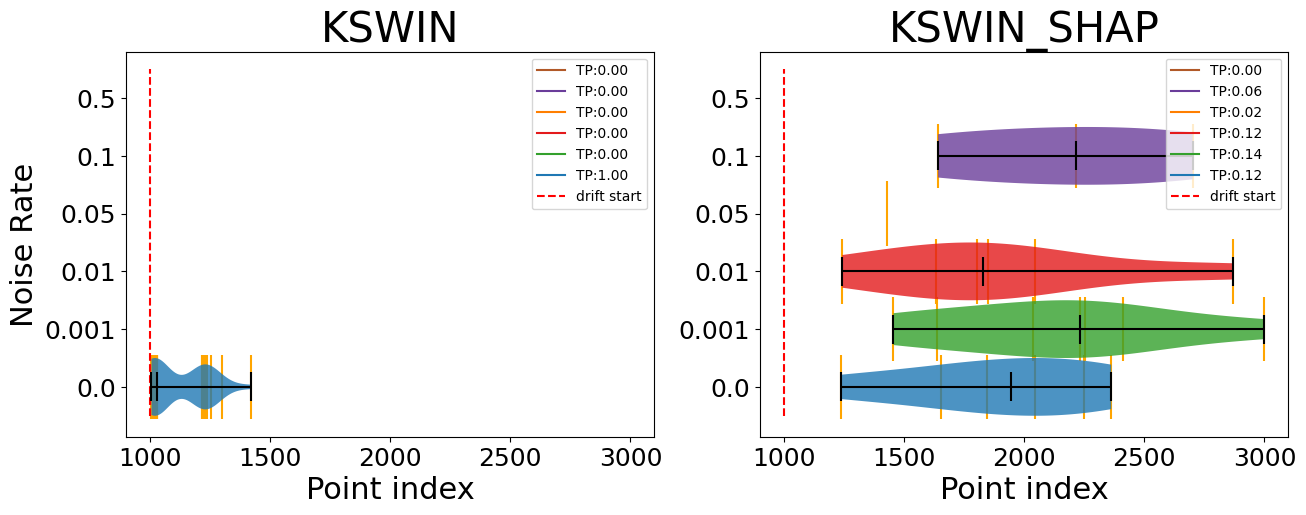 KSWIN
Noise Rate
0.5
0.1
0.05
0.01
0.001
0.0
TP:0.00
TP:0.00
TP:0.00
TP:0.00
TP:0.00
TP:1.00
drift start
1000
1500
2000
2500
3000
Point index
KSWIN_SHAP
0.5
0.1
0.05
0.01
0.001
0.0
TP:0.00
TP:0.06
TP:0.02
TP:0.12
TP:0.14
TP:0.12
drift start
1000
1500
2000
2500
3000
Point index